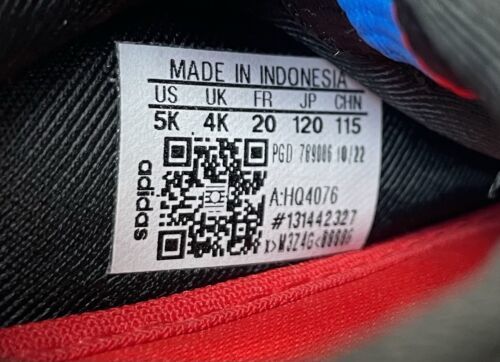 MADE IN INDONESIA
US UK FR JP CHN
5K 4K 20 120 115
adidas
PGD 789006 10/22
A:HQ4076
#131442327